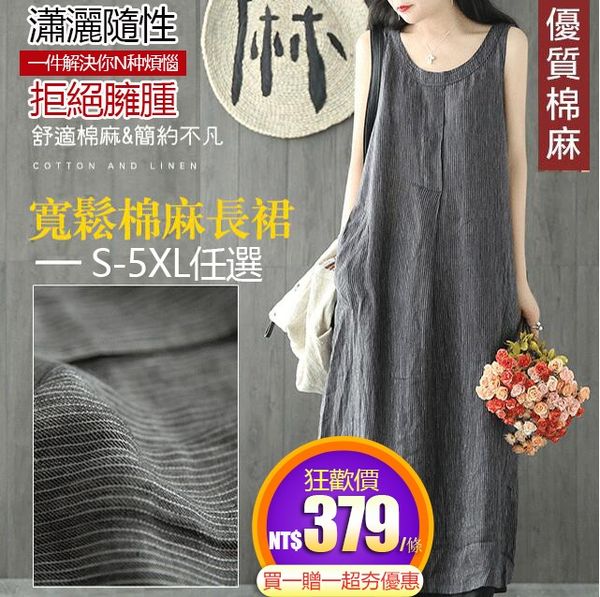 瀟灑隨性
一件解決你N种煩惱
拒絕臃腫
舒適棉麻&簡約不凡
COTTON AND LINEN
寬鬆棉麻長裙
— S-5XL任選
麻
優質棉麻
狂歡價
NT$379/條
買一贈一超夯優惠